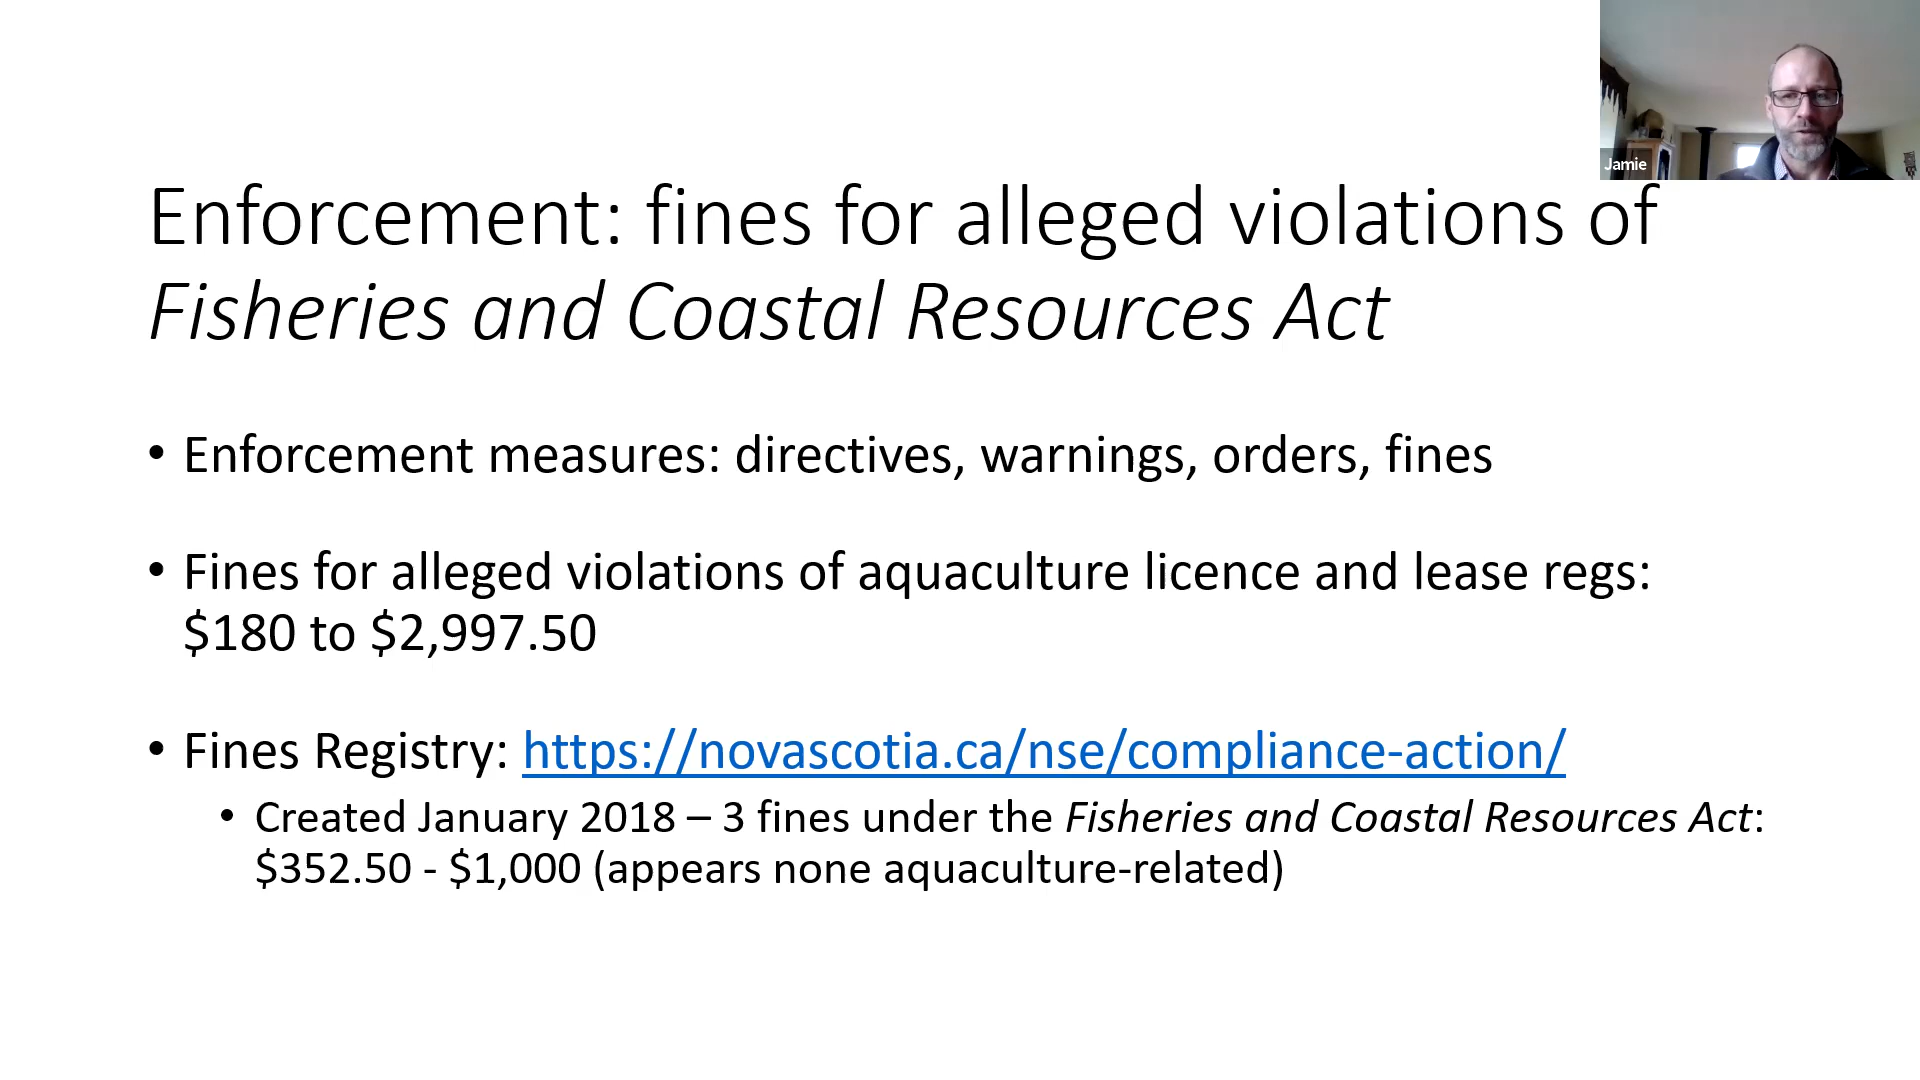 Jamie
Enforcement: fines for alleged violations of
Fisheries and Coastal Resources Act
• Enforcement measures: directives, warnings, orders, fines
• Fines for alleged violations of aquaculture licence and lease regs:
$180 to $2,997.50
• Fines Registry: https://novascotia.ca/nse/compliance-action/
• Created January 2018 – 3 fines under the Fisheries and Coastal Resources Act:
$352.50 - $1,000 (appears none aquaculture-related)